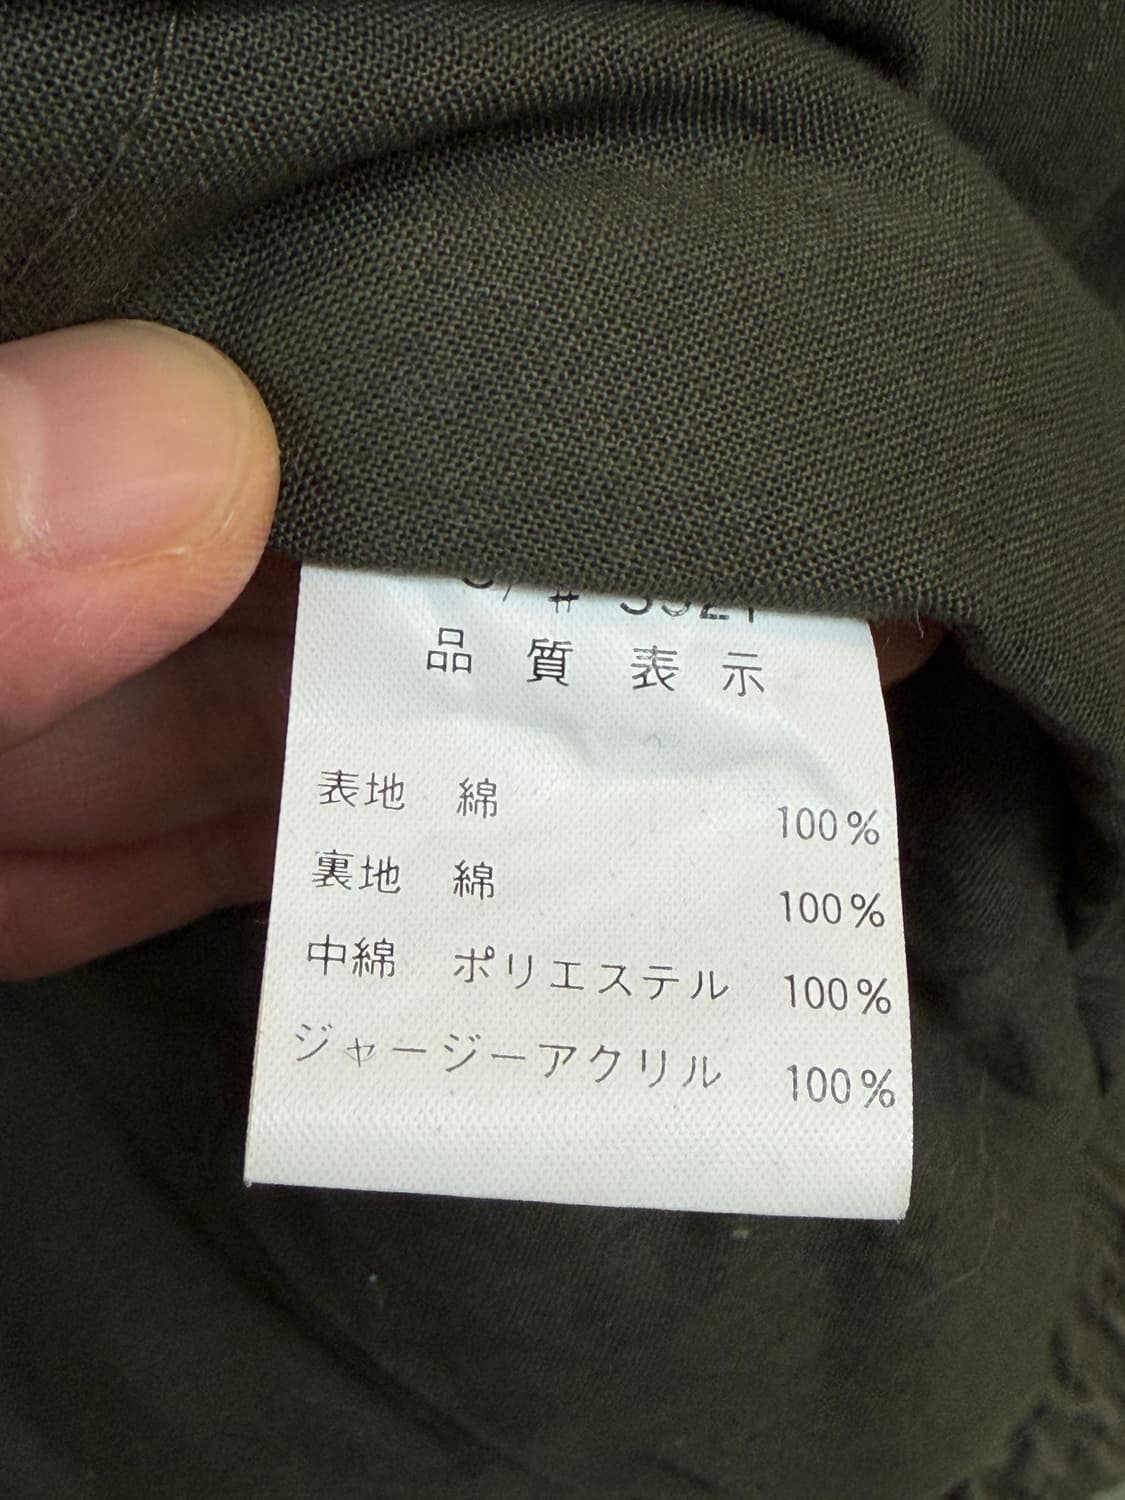 品質表示
表地 綿 100%
裏地 綿 100%
中綿 ポリエステル 100%
ジャージーアクリル 100%